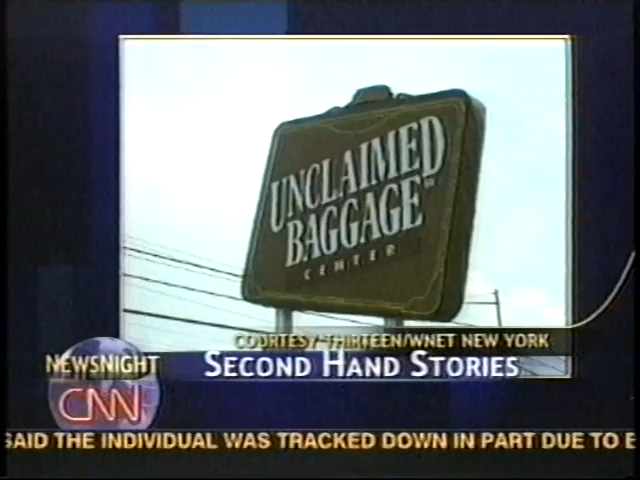 UNCLAIMED
BAGGAGE
CENTER
COURTESY THIRTEEN/WNET NEW YORK
NEWSNIGHT
SECOND HAND STORIES
CNN
SAID THE INDIVIDUAL WAS TRACKED DOWN IN PART DUE TO